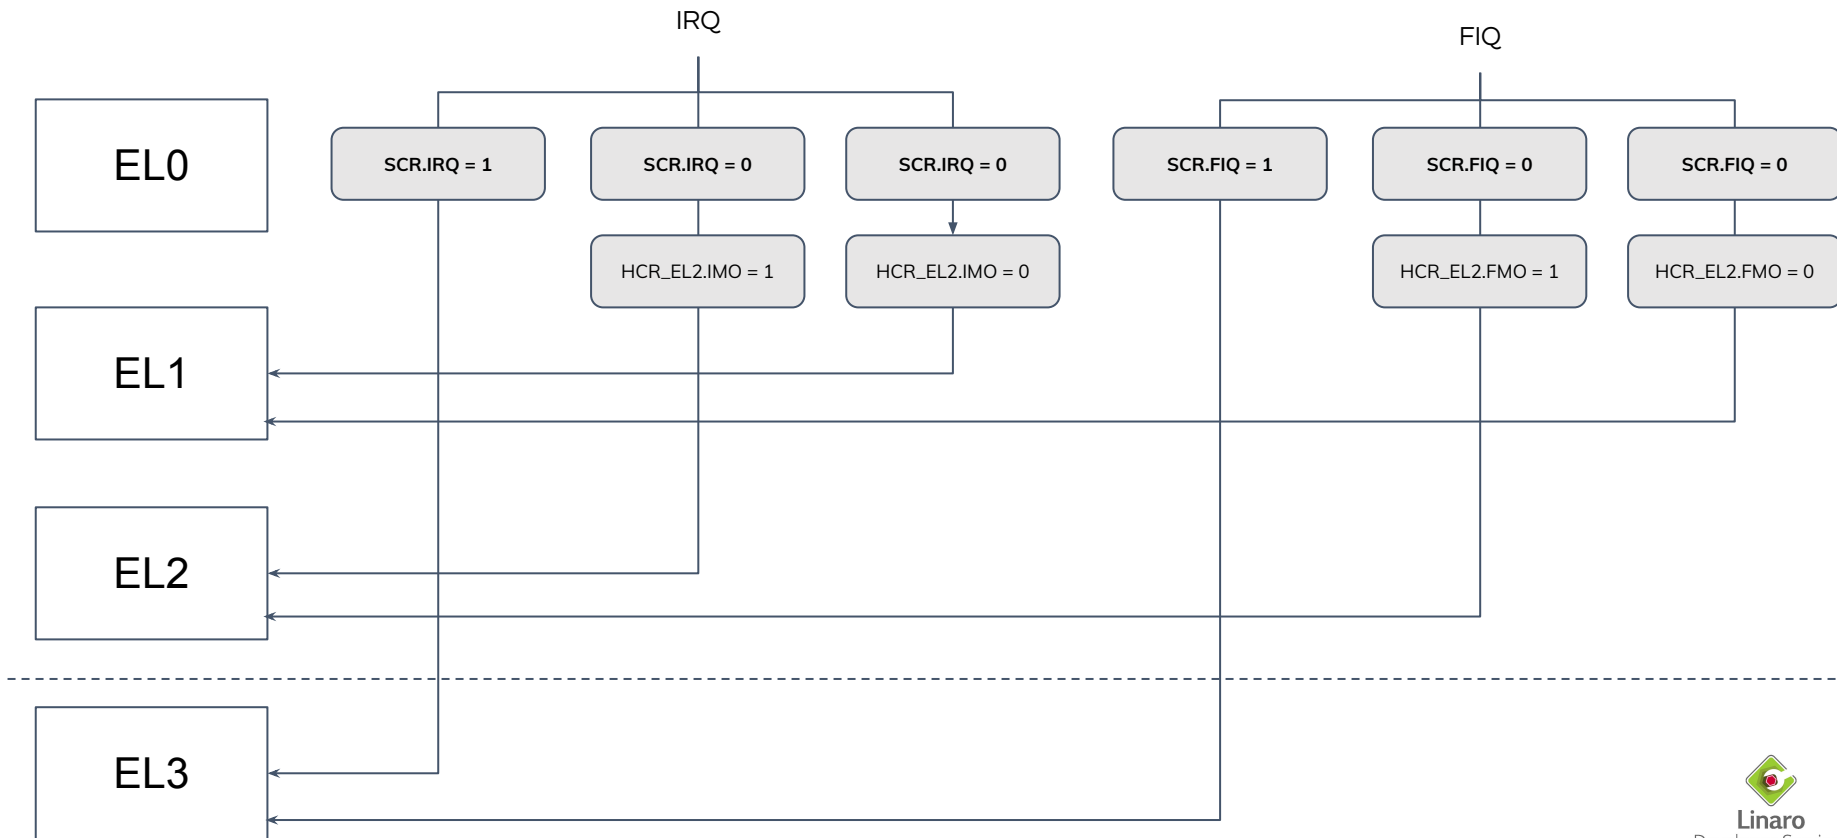 IRQ
FIQ
EL0
SCR.IRQ = 1
SCR.IRQ = 0
SCR.IRQ = 0
SCR.FIQ = 1
SCR.FIQ = 0
SCR.FIQ = 0
HCR_EL2.IMO = 1
HCR_EL2.IMO = 0
HCR_EL2.FMO = 1
HCR_EL2.FMO = 0
EL1
EL2
EL3
Linaro